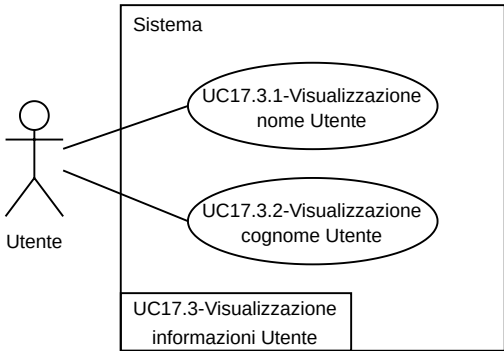 Sistema
UC17.3.1-Visualizzazione
nome Utente
UC17.3.2-Visualizzazione
cognome Utente
Utente
UC17.3-Visualizzazione
informazioni Utente